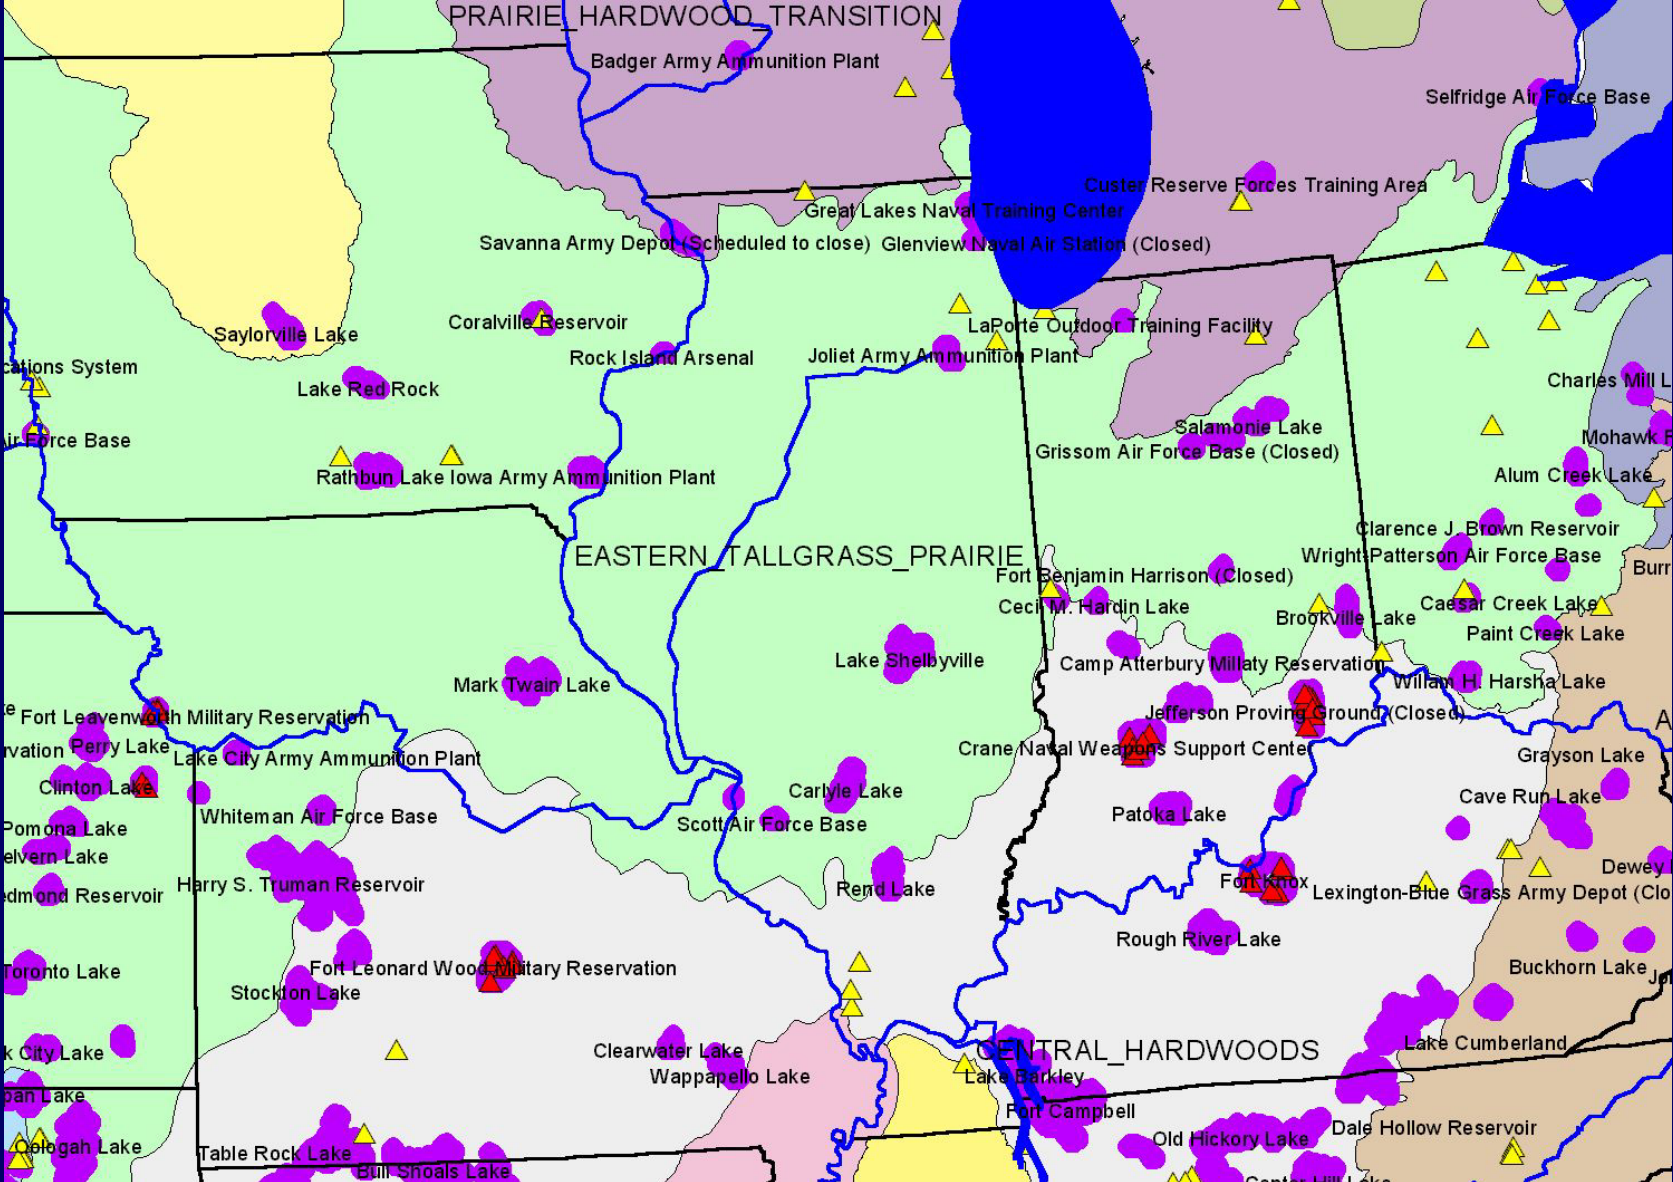 PRAIRIE_HARDWOOD_TRANSITION
Badger Army Ammunition Plant
Selfridge Air Force Base
Custer Reserve Forces Training Area
Great Lakes Naval Training Center
Savanna Army Depot (Scheduled to close)
Glenview Naval Air Station (Closed)
Saylorville Lake
Coralville Reservoir
LaPorte Outdoor Training Facility
Rock Island Arsenal
Joliet Army Ammunition Plant
cations System
Lake Red Rock
Charles Mill L
Salamonie Lake
Mohawk
Air Force Base
Grissom Air Force Base (Closed)
Rathbun Lake
Iowa Army Ammunition Plant
Alum Creek Lake
Clarence J. Brown Reservoir
EASTERN_TALLGRASS_PRAIRIE
Wright-Patterson Air Force Base
Burr
Fort Benjamin Harrison (Closed)
Cecil M. Hardin Lake
Caesar Creek Lake
Brookville Lake
Paint Creek Lake
Lake Shelbyville
Camp Atterbury Millaty Reservation
Mark Twain Lake
Willam H. Harsha Lake
Fort Leavenworth Military Reservation
Jefferson Proving Ground (Closed)
A
rvation
Perry Lake
Crane Naval Weapons Support Center
Lake City Army Ammunition Plant
Grayson Lake
Clinton Lake
Carlyle Lake
Cave Run Lake
Whiteman Air Force Base
Patoka Lake
Pomona Lake
Scott Air Force Base
elvern Lake
Dewey
Harry S. Truman Reservoir
Rend Lake
Fort Knox
Lexington-Blue Grass Army Depot (Clo
edmond Reservoir
Rough River Lake
Toronto Lake
Fort Leonard Wood Military Reservation
Buckhorn Lake
Stockton Lake
k City Lake
Clearwater Lake
CENTRAL_HARDWOODS
Lake Cumberland
Wappapello Lake
Lake Barkley
pan Lake
Fort Campbell
Dale Hollow Reservoir
Oologah Lake
Table Rock Lake
Old Hickory Lake
Bull Shoals Lake
Center Hill Lake